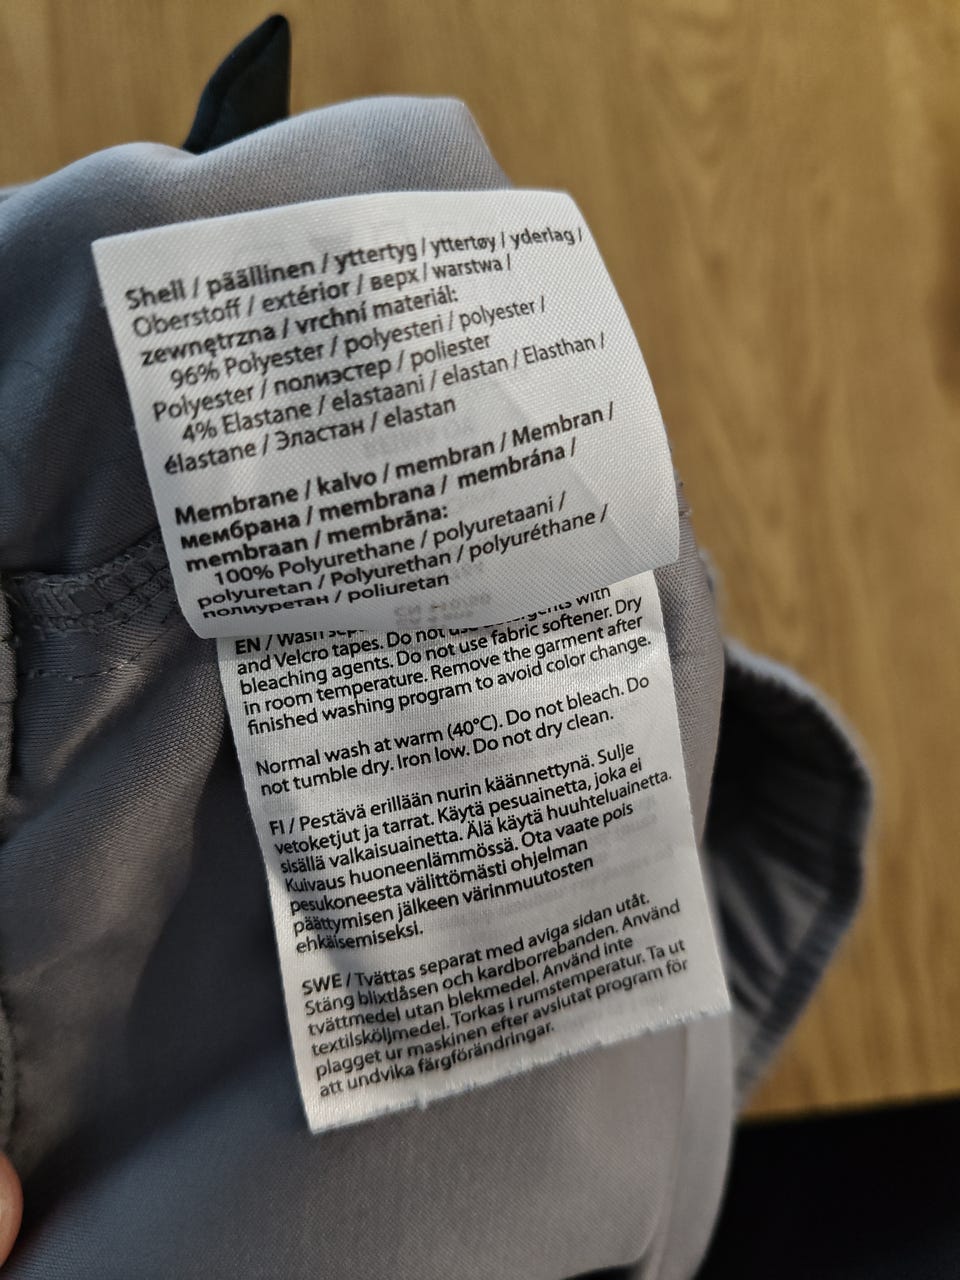 Shell / päällinen / yttertyg / yttertøy / yderlag /
Oberstoff / extérior / верх / warstwa /
zewnętrzna / vrchní materiál:
96% Polyester / polyesteri / polyester /
Polyester / полиэстер / poliester
4% Elastane / elastaani / elastan / Elasthan /
élastane / Эластан / elastan
Membrane / kalvo / membran / Membran /
мембрана / membrana / membrána /
membraan / membrāna:
100% Polyurethane / polyuretaani /
polyuretan / Polyurethan / polyuréthane /
полиуретан / poliuretan
EN / Wash with
and Velcro tapes. Do not
bleaching agents. Do not use fabric softener. Dry
in room temperature. Remove the garment after
finished washing program to avoid color change.
Normal wash at warm (40°C). Do not bleach. Do
not tumble dry. Iron low. Do not dry clean.
FI / Pestävä erillään nurin käännettynä. Sulje
vetoketjut ja tarrat. Käytä pesuainetta, joka ei
sisällä valkaisuainetta. Älä käytä huuhteluainetta.
Kuivaus huoneenlämmössä. Ota vaate pois
pesukoneesta välittömästi ohjelman
päättymisen jälkeen värinmuutosten
ehkäisemiseksi.
SWE / Tvättas separat med aviga sidan utåt.
Stäng blixtlåsen och kardborrebanden. Använd
tvättmedel utan blekmedel. Använd inte
textilsköljmedel. Torkas i rumstemperatur. Ta ut
plagget ur maskinen efter avslutat program för
att undvika färgförändringar.